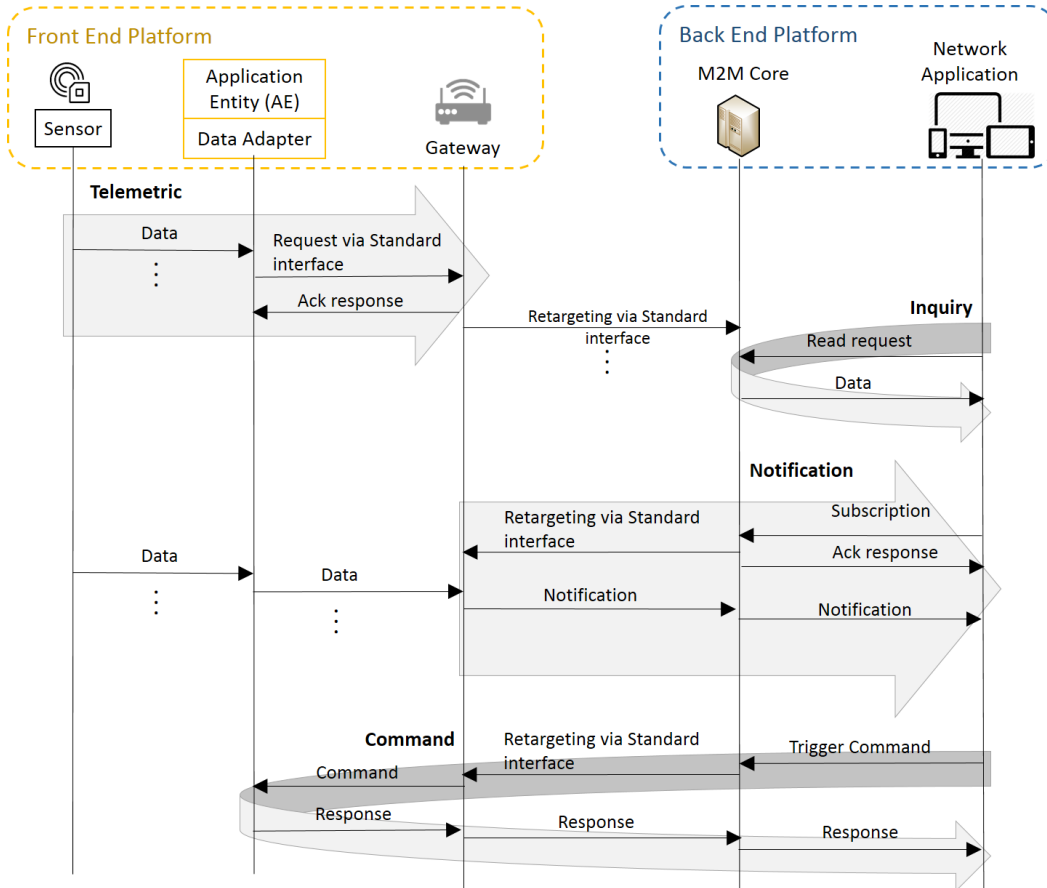 Front End Platform
Back End Platform
Sensor
Application
Entity (AE)
Data Adapter
Gateway
M2M Core
Network
Application
Telemetric
Data
Request via Standard
interface
Ack response
Retargeting via Standard
interface
Inquiry
Read request
Data
Notification
Subscription
Retargeting via Standard
interface
Ack response
Data
Data
Notification
Notification
Command
Retargeting via Standard
interface
Trigger Command
Command
Response
Response
Response